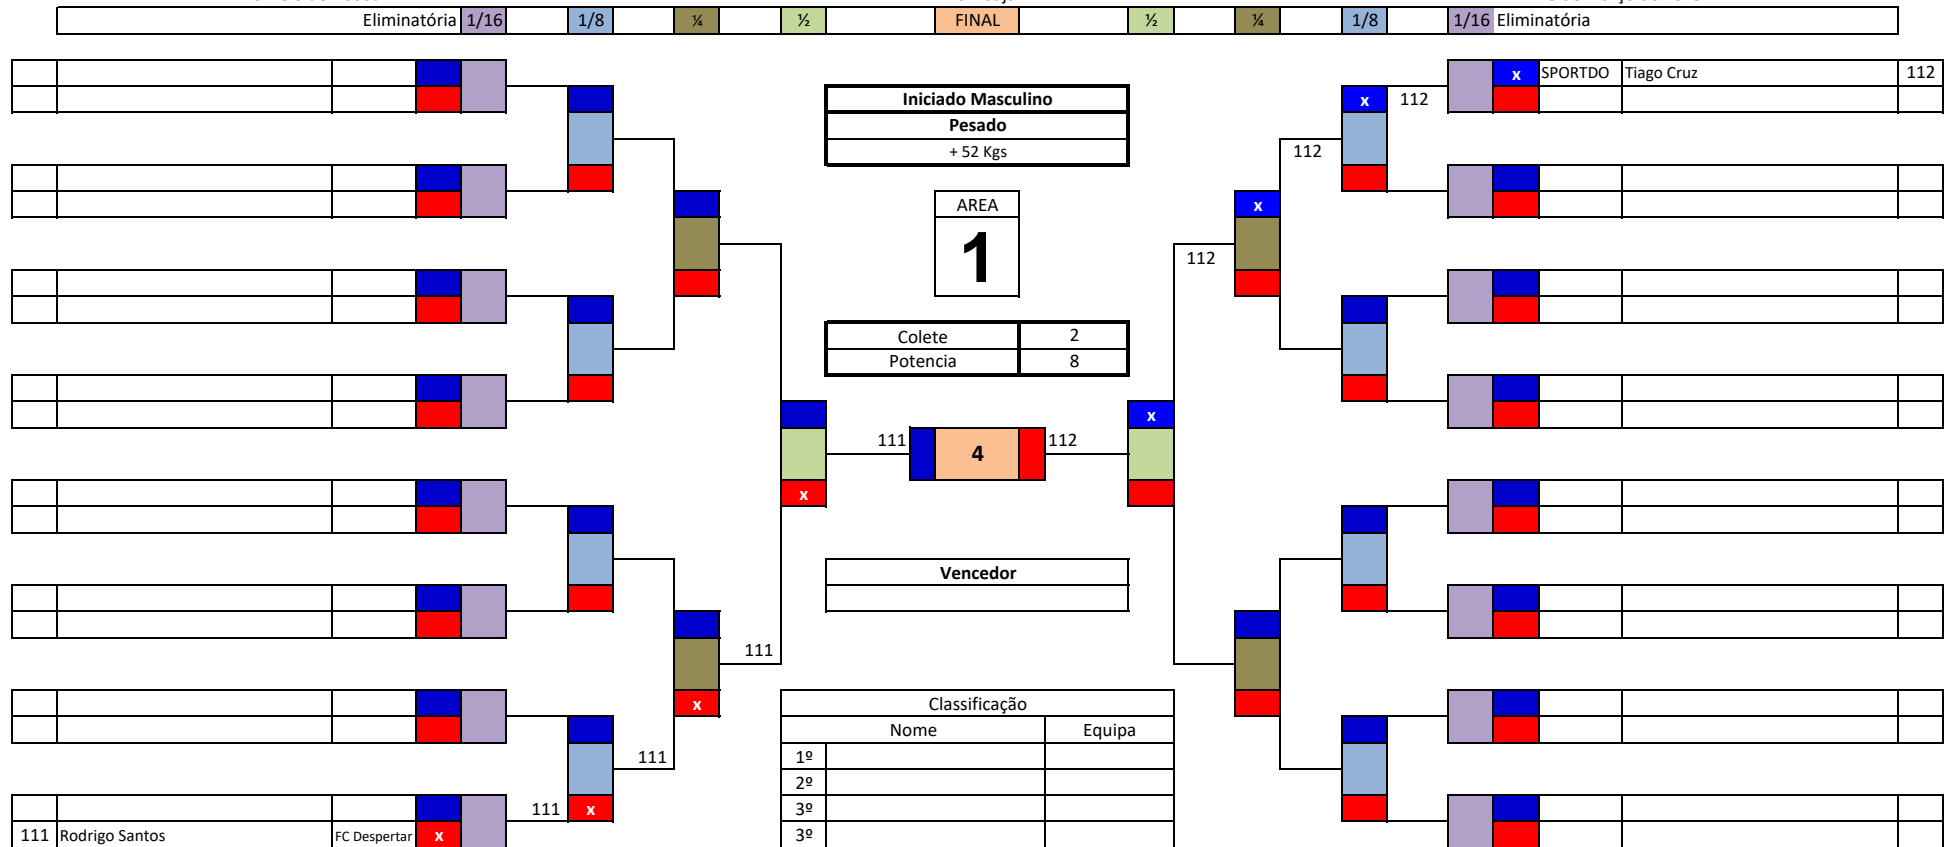 Eliminatória 1/16 1/8 ¼ ½ FINAL ½ ¼ 1/8 1/16 Eliminatória
x SPORTDO Tiago Cruz 112
Iniciado Masculino
x 112
Pesado
+ 52 Kgs
112
AREA
x
1
112
Colete 2
Potencia 8
x
111 4 112
x
Vencedor
111
x
Classificação
Nome Equipa
111 1º
2º
111 x 3º
111 Rodrigo Santos FC Despertar x 3º